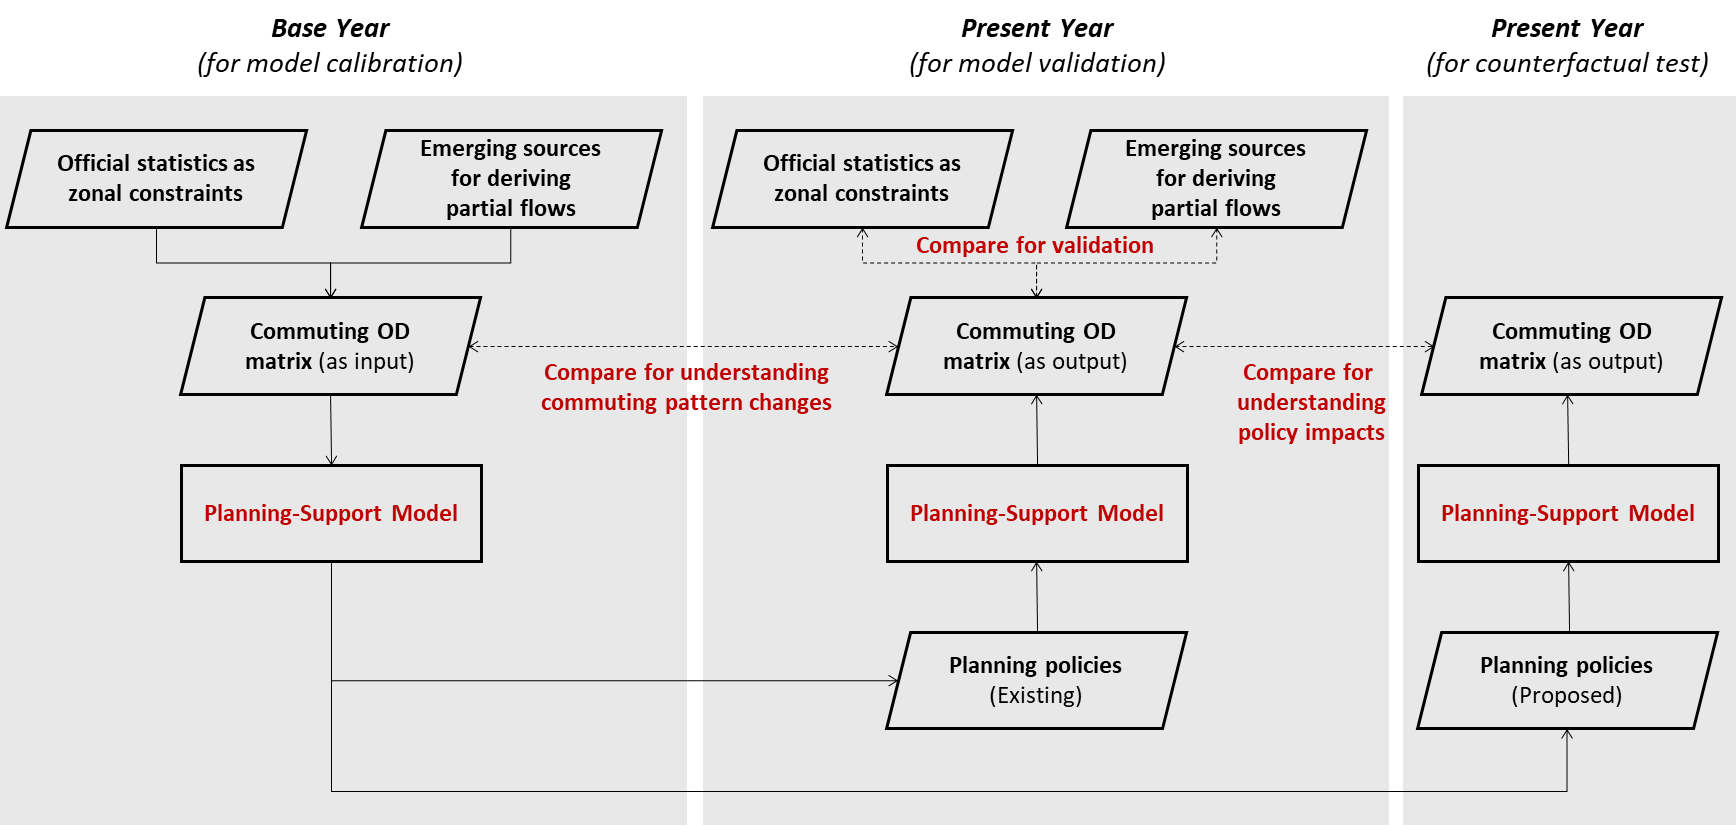 Base Year
(for model calibration)
Present Year
(for model validation)
Present Year
(for counterfactual test)
Official statistics as
zonal constraints
Emerging sources
for deriving
partial flows
Official statistics as
zonal constraints
Emerging sources
for deriving
partial flows
Compare for validation
Commuting OD
matrix (as input)
Compare for understanding
commuting pattern changes
Commuting OD
matrix (as output)
Compare for
understanding
policy impacts
Commuting OD
matrix (as output)
Planning-Support Model
Planning-Support Model
Planning-Support Model
Planning policies
(Existing)
Planning policies
(Proposed)